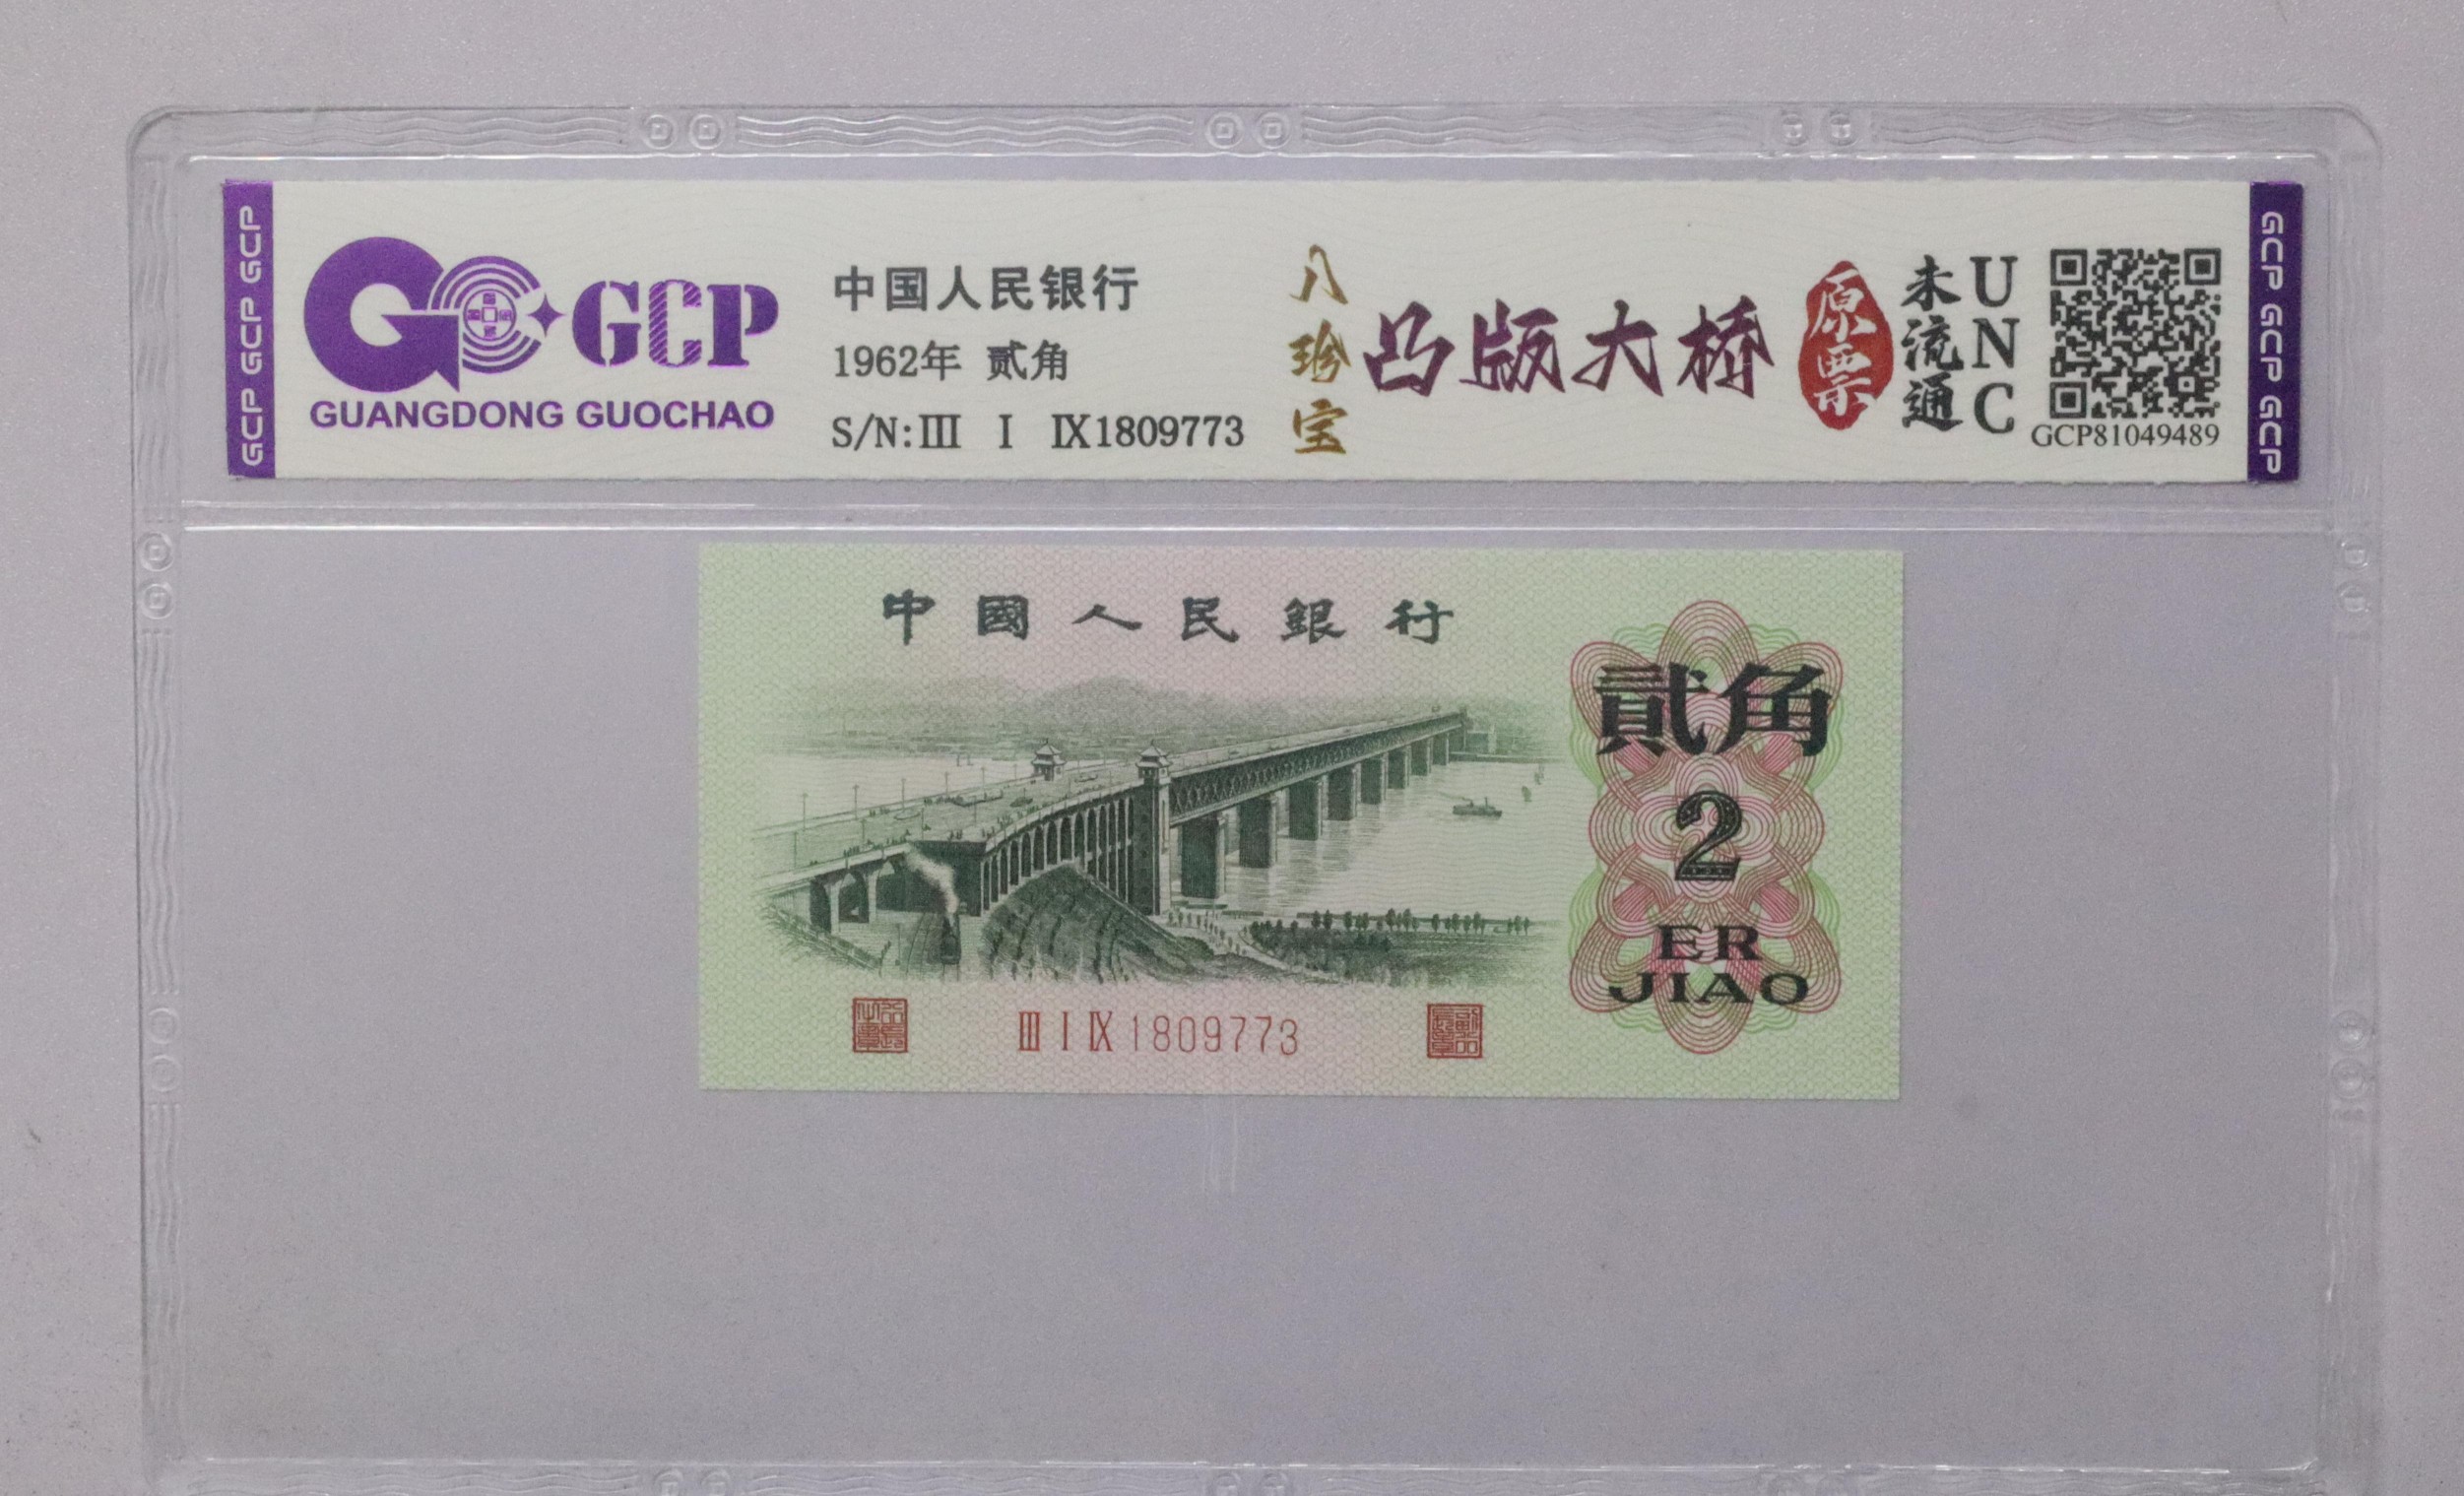 GCP GCP GCP
GCP
GUANGDONG GUOCHAO
中国人民银行
1962年 贰角
S/N:Ⅲ Ⅰ Ⅸ1809773
八珍宝
凸版大桥
原票
未流通
UNC
GCP81049489
GCP GCP GCP
中國人民銀行
貳角
2
ER
JIAO
Ⅲ Ⅰ Ⅸ 1809773